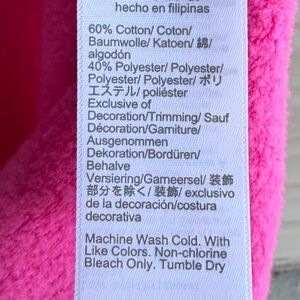 hecho en filipinas
60% Cotton/ Coton/
Baumwolle/ Katoen/ 綿/
algodón
40% Polyester/ Polyester/
Polyester/ Polyester/ ポリ
エステル/ poliéster
Exclusive of
Decoration/Trimming/ Sauf
Décoration/Garniture/
Ausgenommen
Dekoration/Bordüren/
Behalve
Versiering/Gameersel/ 装飾
部分を除く/ 装飾/ exclusivo
de la decoración/costura
decorativa
Machine Wash Cold. With
Like Colors. Non-chlorine
Bleach Only. Tumble Dry